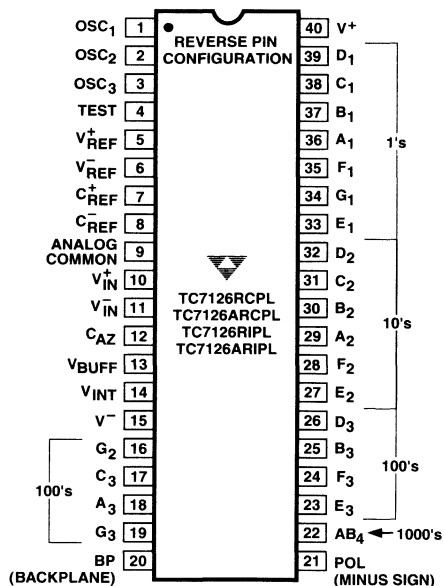 OSC1 1 40 V+
REVERSE PIN
CONFIGURATION
OSC2 2 39 D1
OSC3 3 38 C1
TEST 4 37 B1
V+REF 5 36 A1
1's
V-REF 6 35 F1
C+REF 7 34 G1
C-REF 8 33 E1
ANALOG
COMMON 9 32 D2
V+IN 10 31 C2
V-IN 11 30 B2
TC7126RCPL
TC7126ARCPL
TC7126RIPL
TC7126ARIPL
10's
CAZ 12 29 A2
VBUFF 13 28 F2
VINT 14 27 E2
V- 15 26 D3
G2 16 25 B3
100's
100's
C3 17 24 F3
A3 18 23 E3
G3 19 22 AB4 ← 1000's
BP 20 21 POL
(BACKPLANE) (MINUS SIGN)